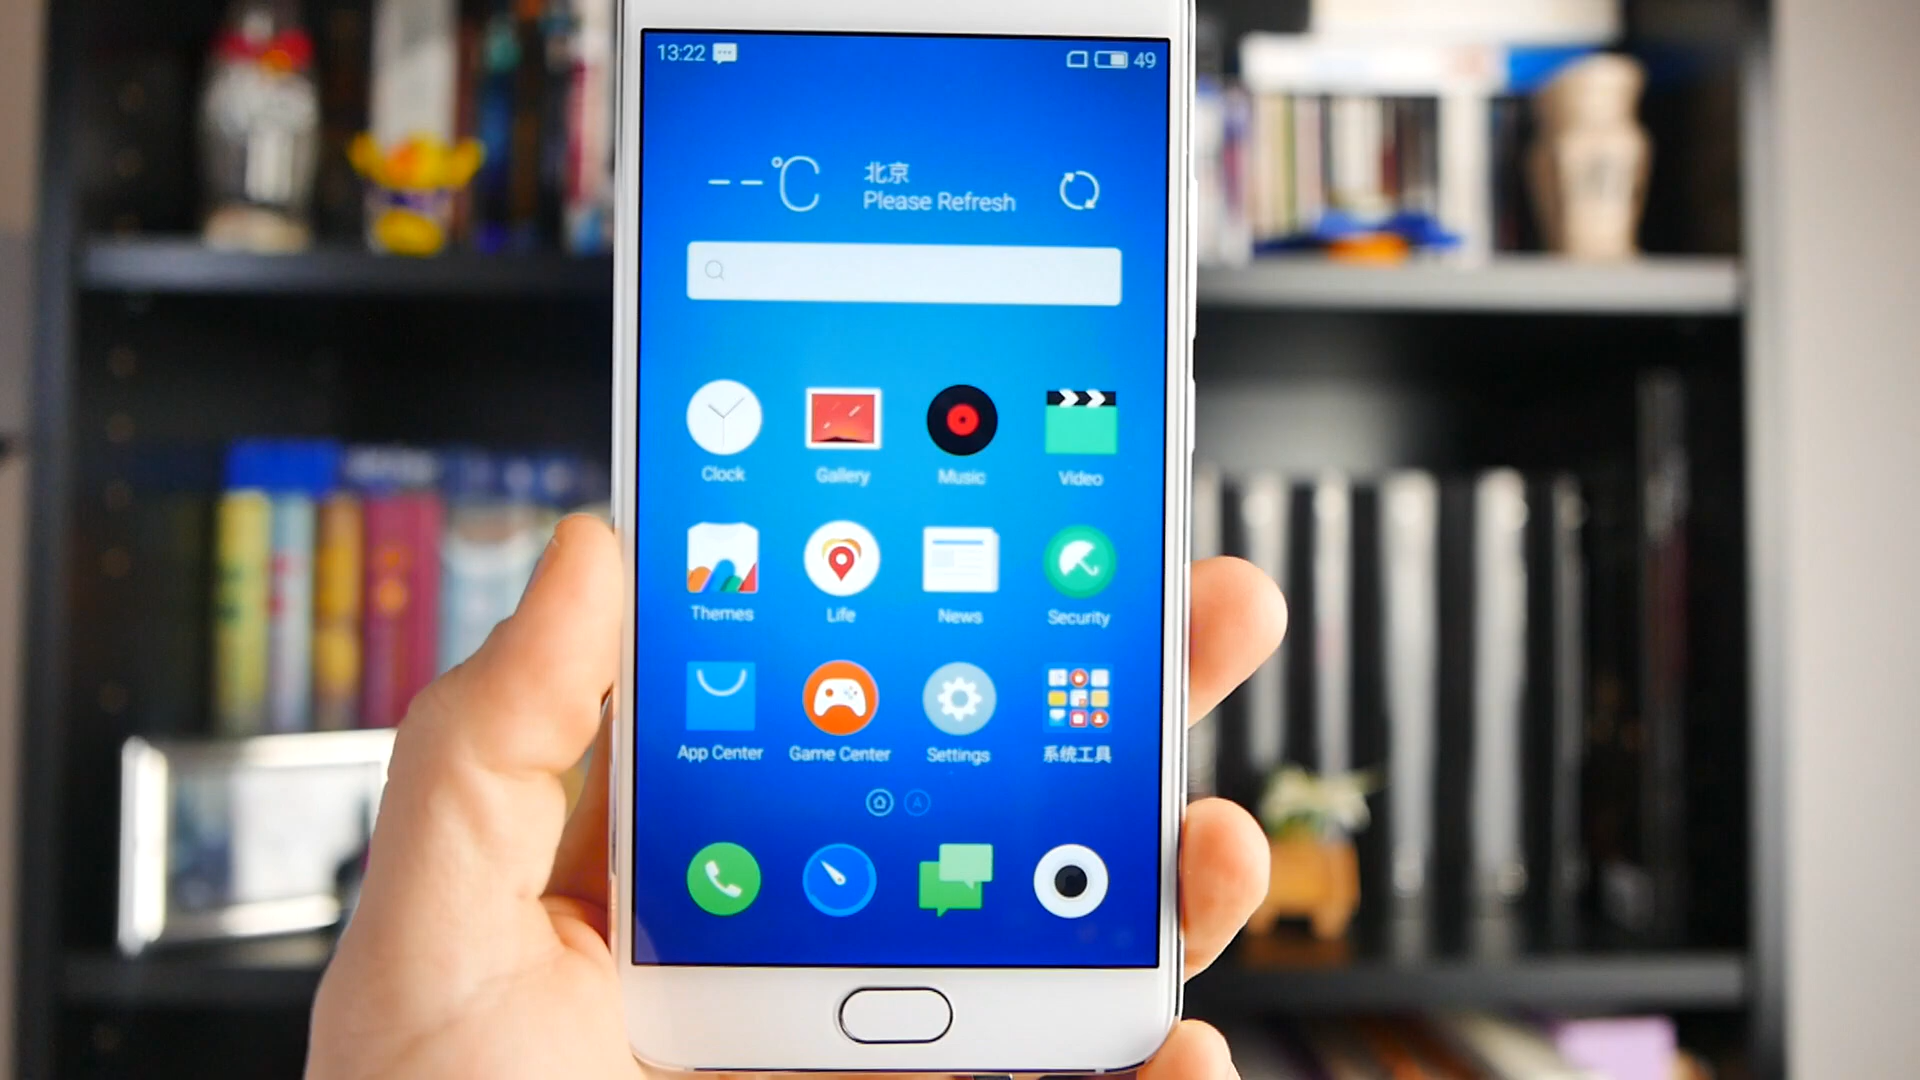 13:22
49
--°C
北京
Please Refresh
Clock
Gallery
Music
Video
Themes
Life
News
Security
App Center
Game Center
Settings
系统工具
A